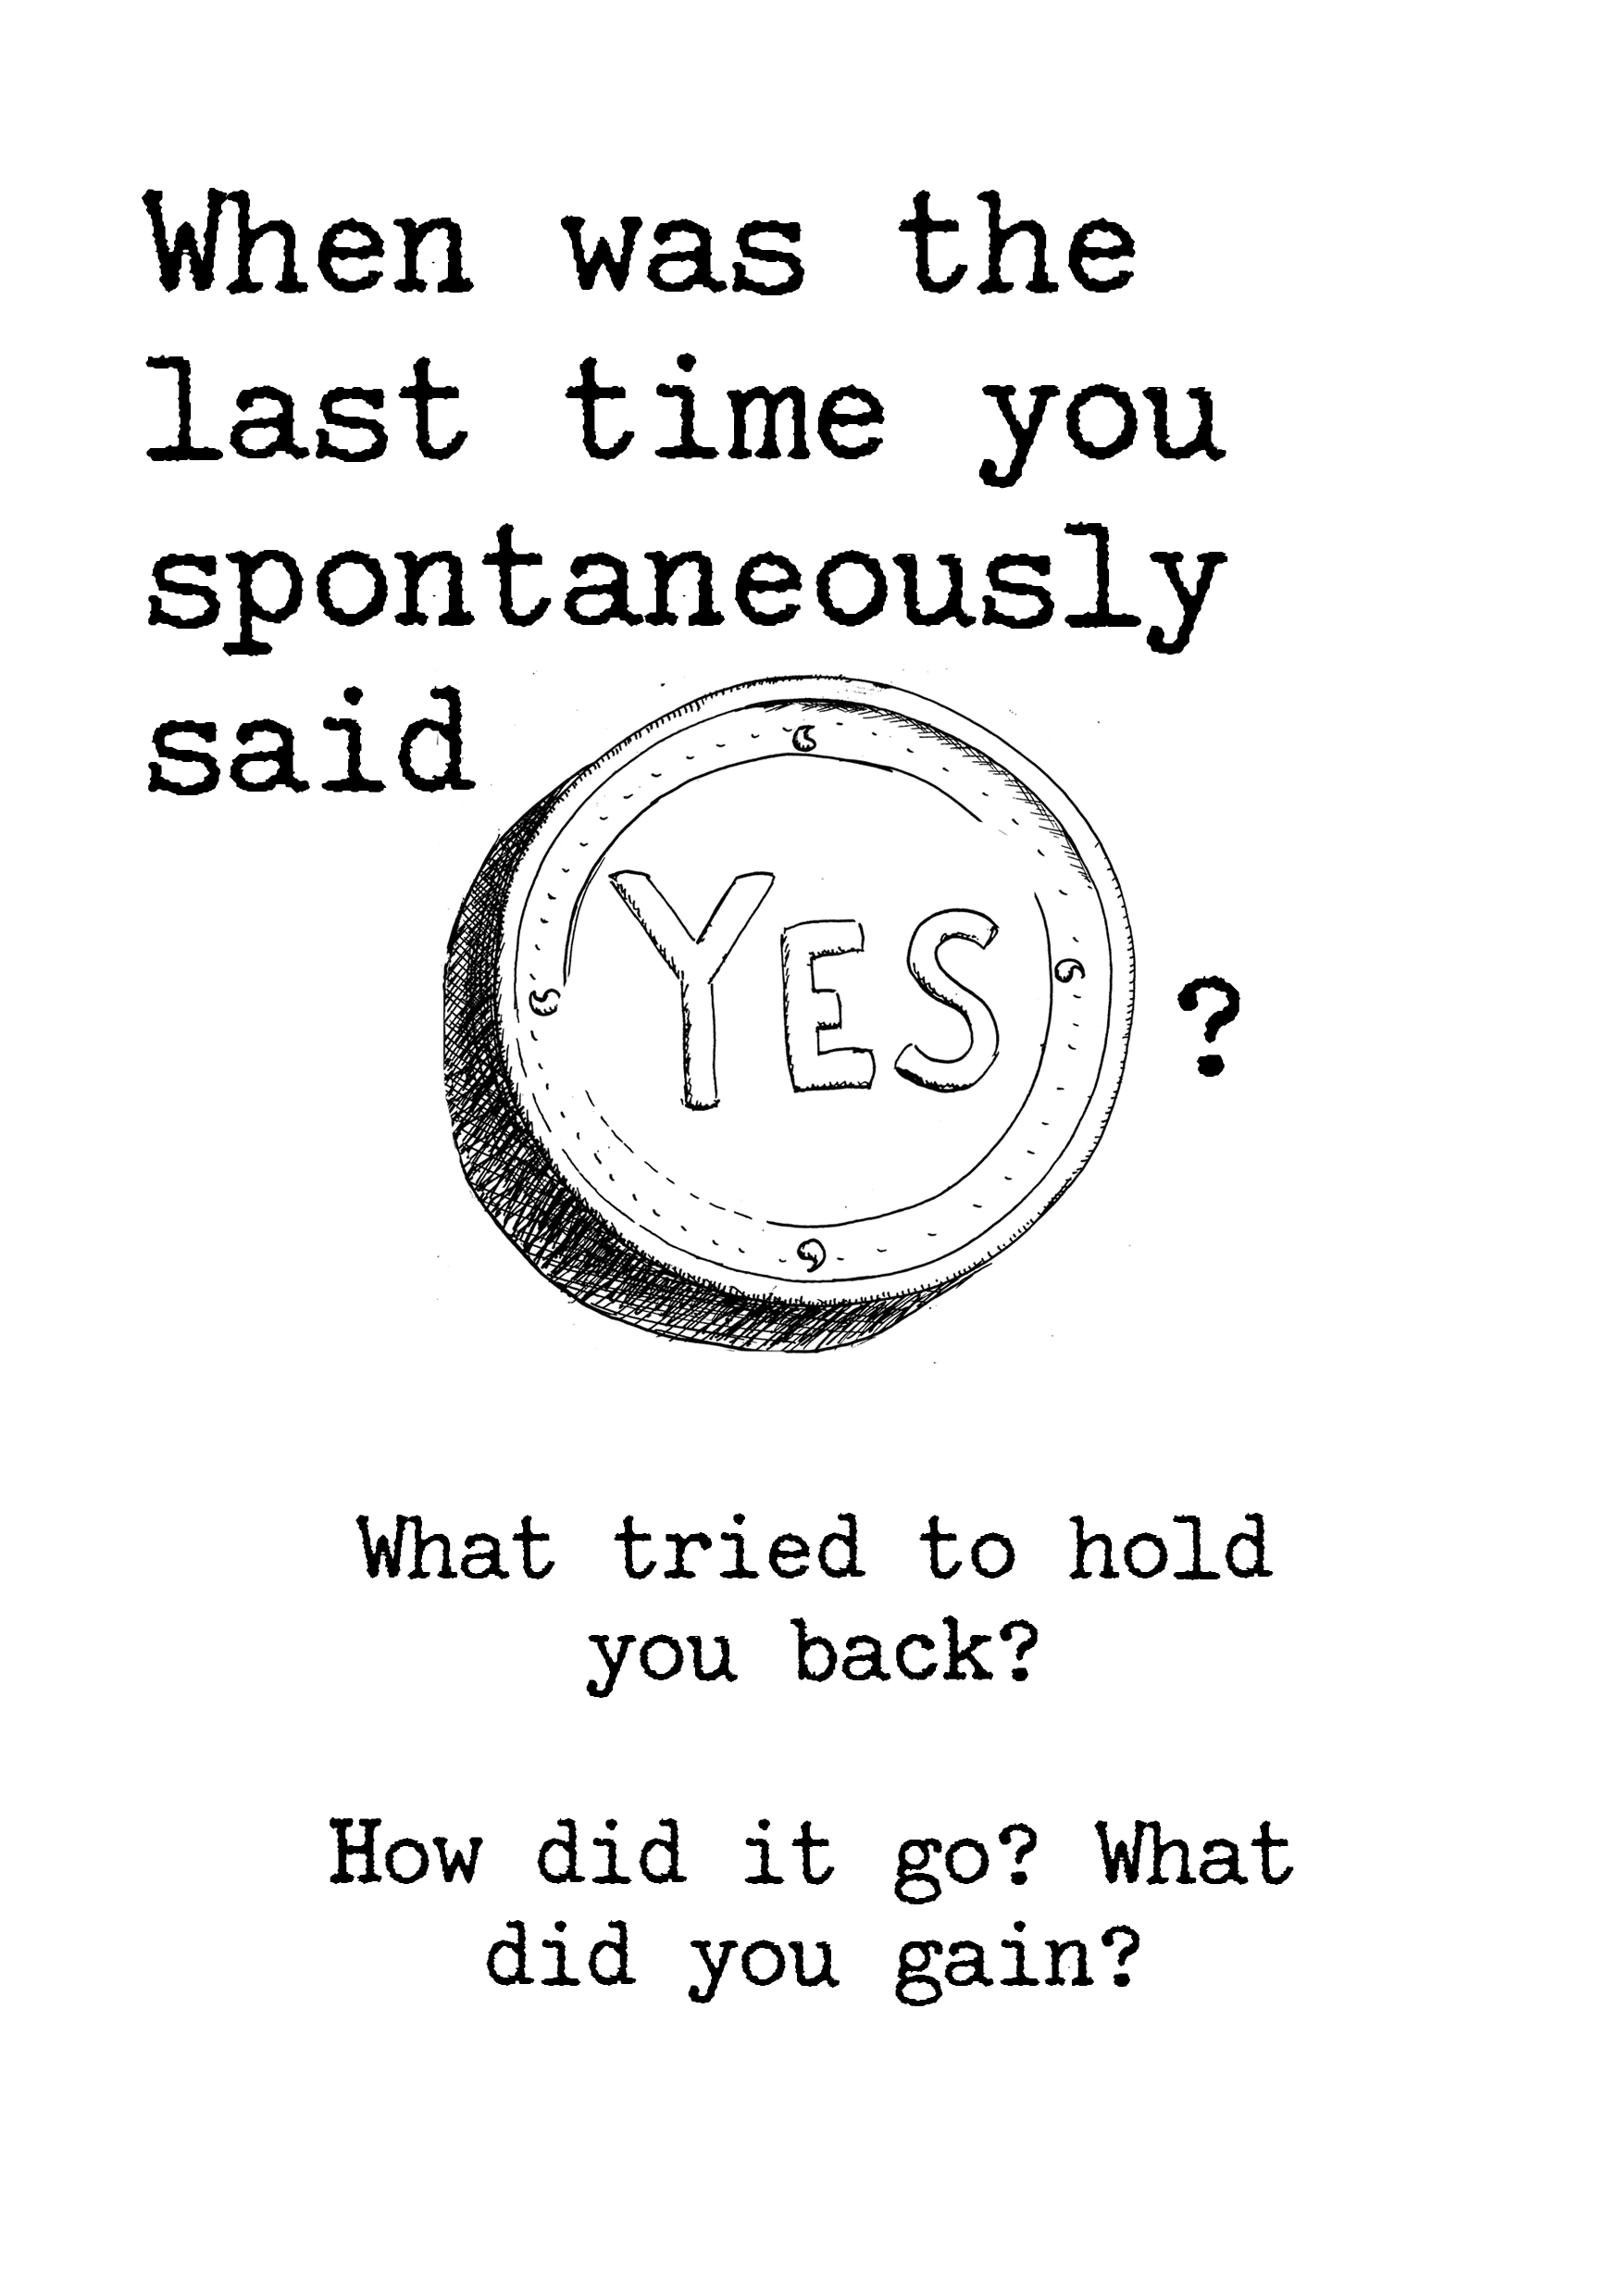 When was the
last time you
spontaneously
said
YES
?
What tried to hold
you back?
How did it go? What
did you gain?